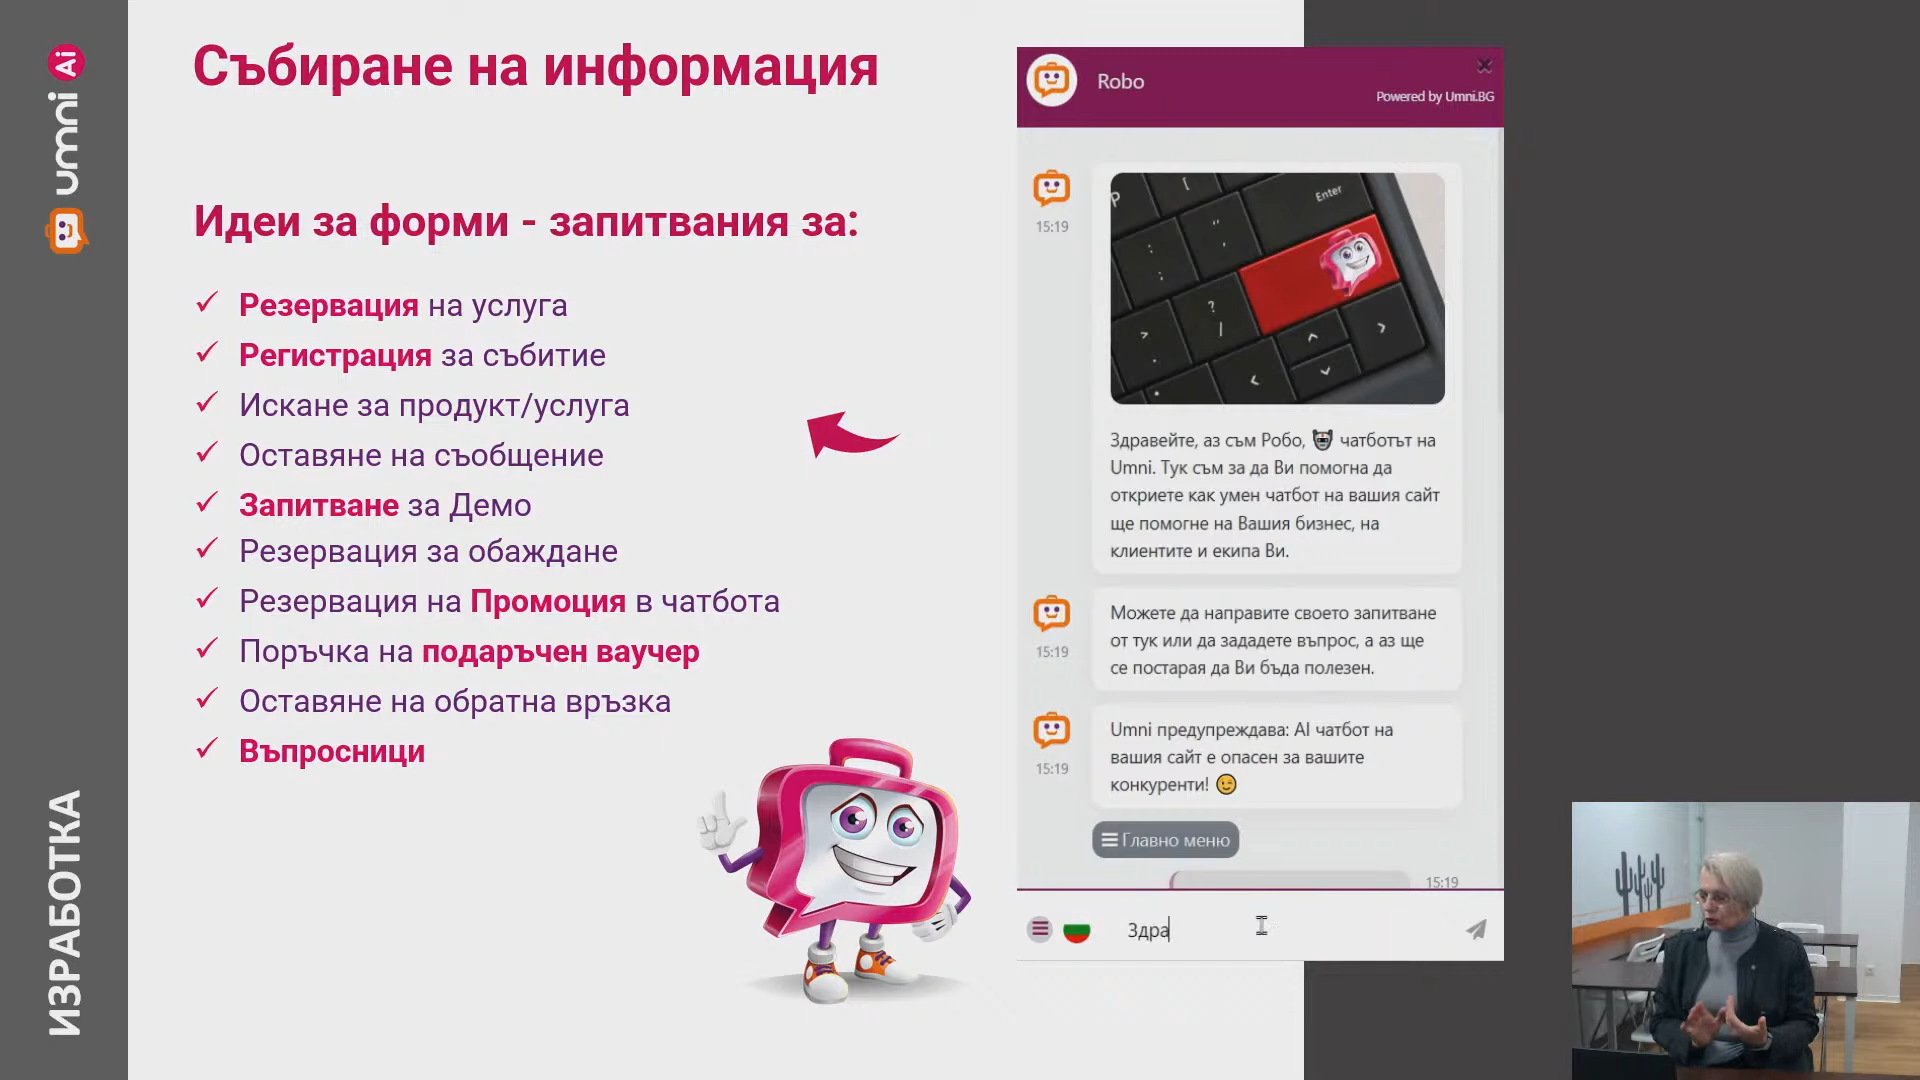 umni Ai
ИЗРАБОТКА
Събиране на информация
Идеи за форми - запитвания за:
Резервация на услуга
Регистрация за събитие
Искане за продукт/услуга
Оставяне на съобщение
Запитване за Демо
Резервация за обаждане
Резервация на Промоция в чатбота
Поръчка на подаръчен ваучер
Оставяне на обратна връзка
Въпросници
Robo
Powered by Umni.BG
P
[
Enter
15:19
Здравейте, аз съм Робо, 🤖 чатботът на
Umni. Тук съм за да Ви помогна да
откриете как умен чатбот на вашия сайт
ще помогне на Вашия бизнес, на
клиентите и екипа Ви.
15:19
Можете да направите своето запитване
от тук или да зададете въпрос, а аз ще
се постарая да Ви бъда полезен.
15:19
Umni предупреждава: AI чатбот на
вашия сайт е опасен за вашите
конкуренти! 😉
Главно меню
15:19
Здра